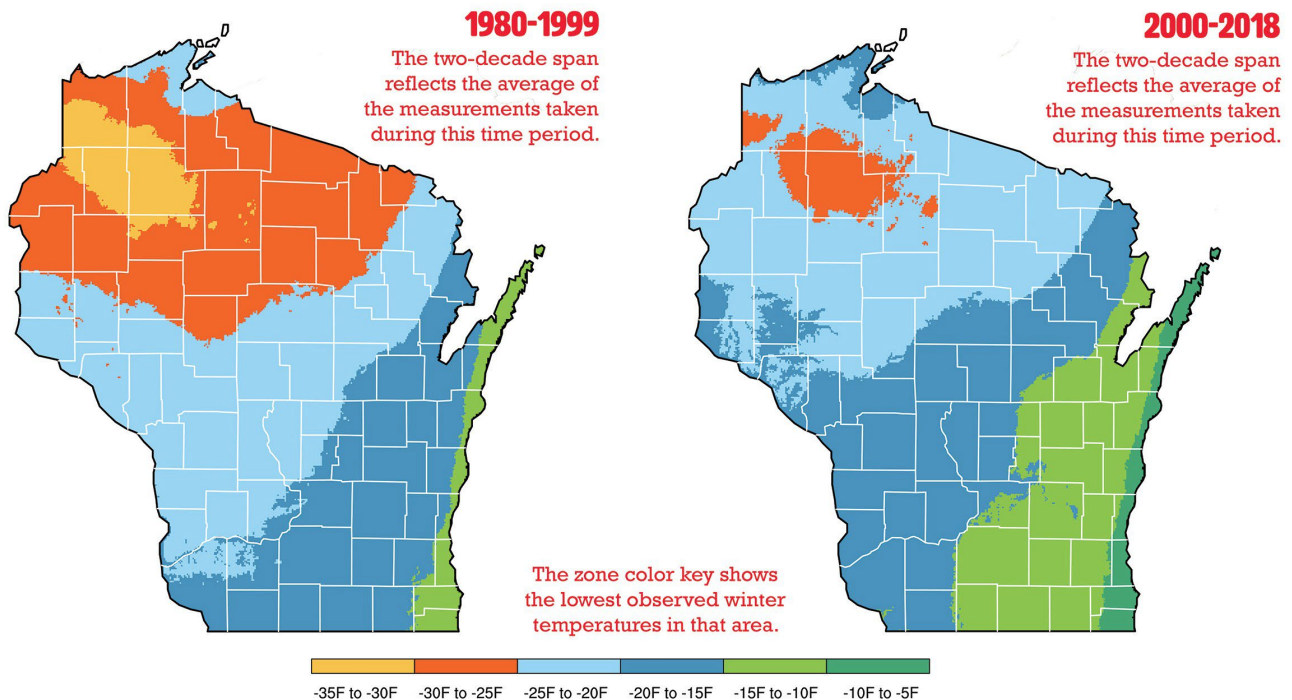 1980-1999
The two-decade span
reflects the average of
the measurements taken
during this time period.
2000-2018
The two-decade span
reflects the average of
the measurements taken
during this time period.
The zone color key shows
the lowest observed winter
temperatures in that area.
-35F to -30F -30F to -25F -25F to -20F -20F to -15F -15F to -10F -10F to -5F